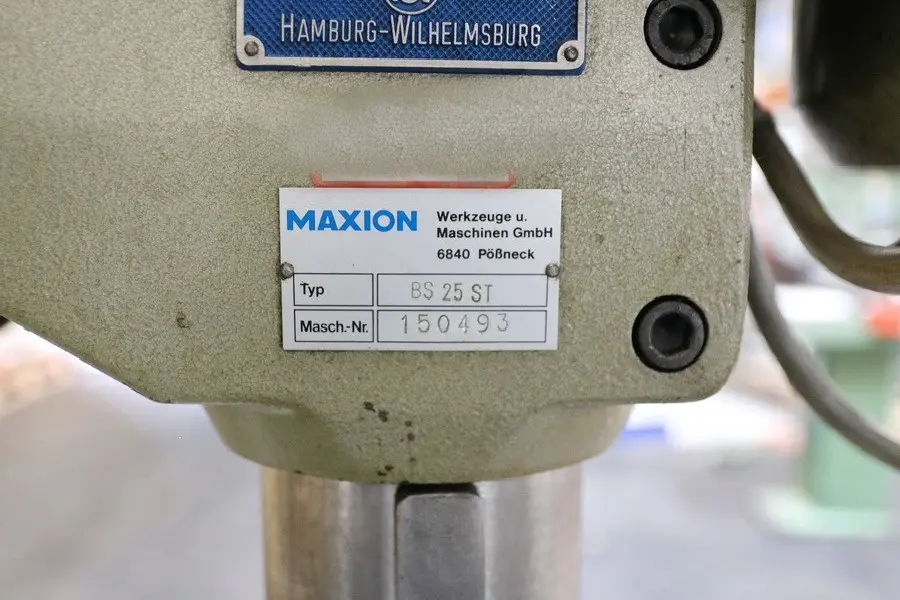 HAMBURG-WILHELMSBURG
MAXION
Werkzeuge u.
Maschinen GmbH
6840 Pößneck
Typ BS 25 ST
Masch.-Nr. 150493